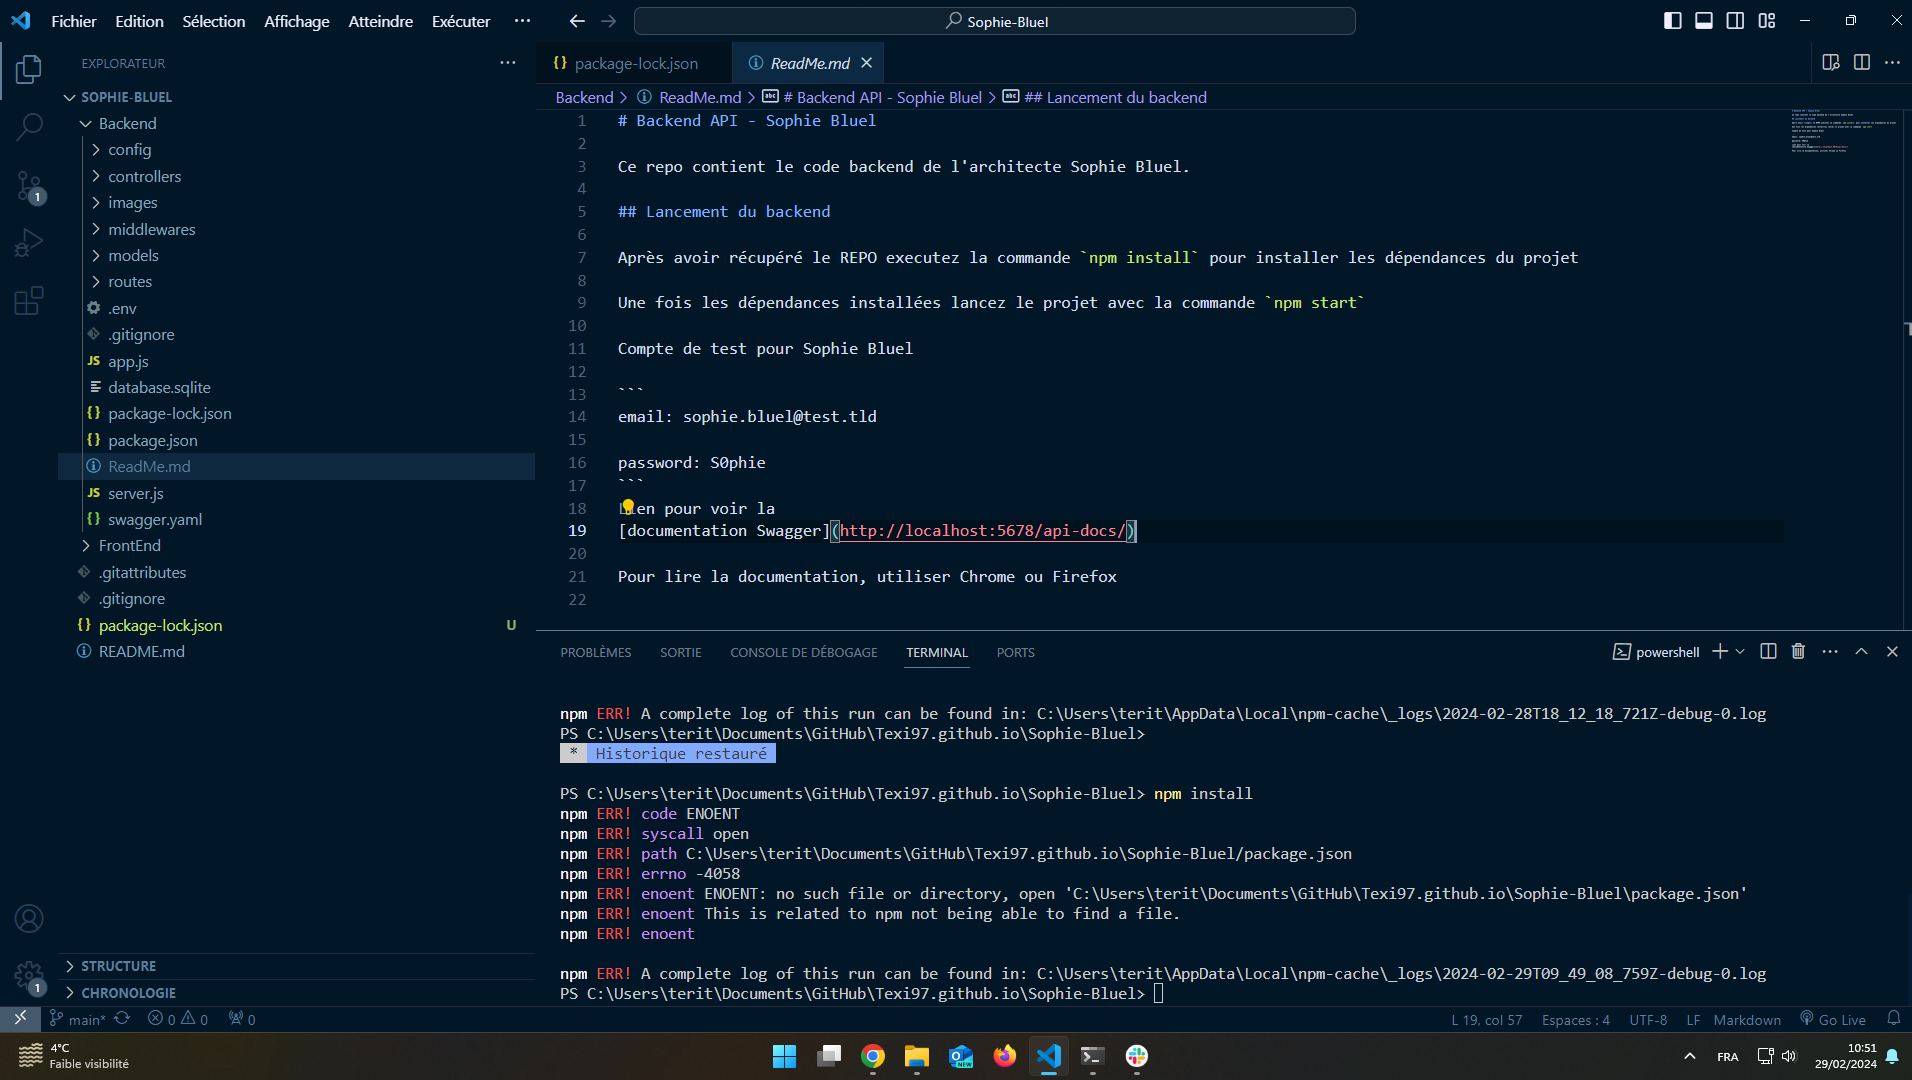 Fichier Edition Sélection Affichage Atteindre Exécuter ···
Sophie-Bluel
EXPLORATEUR ···
SOPHIE-BLUEL
Backend
config
controllers
images
middlewares
models
routes
.env
.gitignore
JS app.js
database.sqlite
{} package-lock.json
{} package.json
ReadMe.md
JS server.js
{} swagger.yaml
FrontEnd
.gitattributes
.gitignore
{} package-lock.json U
README.md
STRUCTURE
CHRONOLOGIE
1
1
{} package-lock.json
ReadMe.md
Backend > ReadMe.md > # Backend API - Sophie Bluel > ## Lancement du backend
1 # Backend API - Sophie Bluel
2
3 Ce repo contient le code backend de l'architecte Sophie Bluel.
4
5 ## Lancement du backend
6
7 Après avoir récupéré le REPO executez la commande `npm install` pour installer les dépendances du projet
8
9 Une fois les dépendances installées lancez le projet avec la commande `npm start`
10
11 Compte de test pour Sophie Bluel
12
13 ```
14 email: sophie.bluel@test.tld
15
16 password: S0phie
17 ```
18 Lien pour voir la
19 [documentation Swagger](http://localhost:5678/api-docs/)
20
21 Pour lire la documentation, utiliser Chrome ou Firefox
22
PROBLÈMES SORTIE CONSOLE DE DÉBOGAGE TERMINAL PORTS
powershell
npm ERR! A complete log of this run can be found in: C:\Users\terit\AppData\Local\npm-cache\_logs\2024-02-28T18_12_18_721Z-debug-0.log
PS C:\Users\terit\Documents\GitHub\Texi97.github.io\Sophie-Bluel>
* Historique restauré
PS C:\Users\terit\Documents\GitHub\Texi97.github.io\Sophie-Bluel> npm install
npm ERR! code ENOENT
npm ERR! syscall open
npm ERR! path C:\Users\terit\Documents\GitHub\Texi97.github.io\Sophie-Bluel/package.json
npm ERR! errno -4058
npm ERR! enoent ENOENT: no such file or directory, open 'C:\Users\terit\Documents\GitHub\Texi97.github.io\Sophie-Bluel\package.json'
npm ERR! enoent This is related to npm not being able to find a file.
npm ERR! enoent
npm ERR! A complete log of this run can be found in: C:\Users\terit\AppData\Local\npm-cache\_logs\2024-02-29T09_49_08_759Z-debug-0.log
PS C:\Users\terit\Documents\GitHub\Texi97.github.io\Sophie-Bluel>
main* 0 0 0
L 19, col 57 Espaces : 4 UTF-8 LF Markdown Go Live
4°C
Faible visibilité
NEW
FRA
10:51
29/02/2024